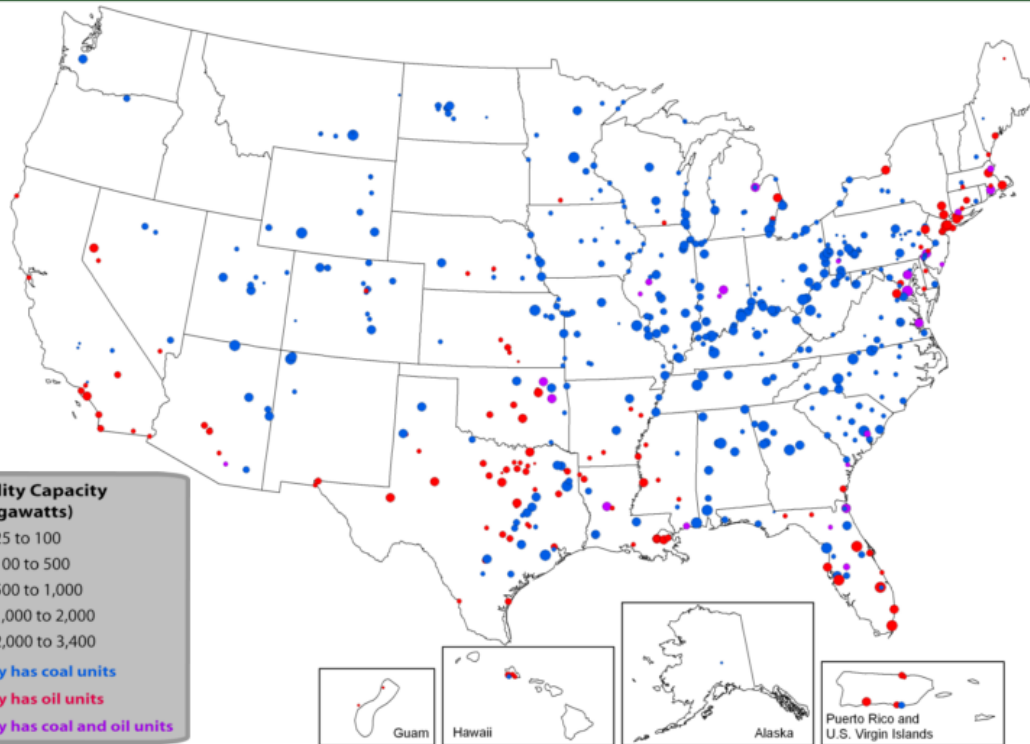 lity Capacity
gawatts)
25 to 100
00 to 500
500 to 1,000
,000 to 2,000
2,000 to 3,400
y has coal units
y has oil units
y has coal and oil units
Guam
Hawaii
Alaska
Puerto Rico and
U.S. Virgin Islands